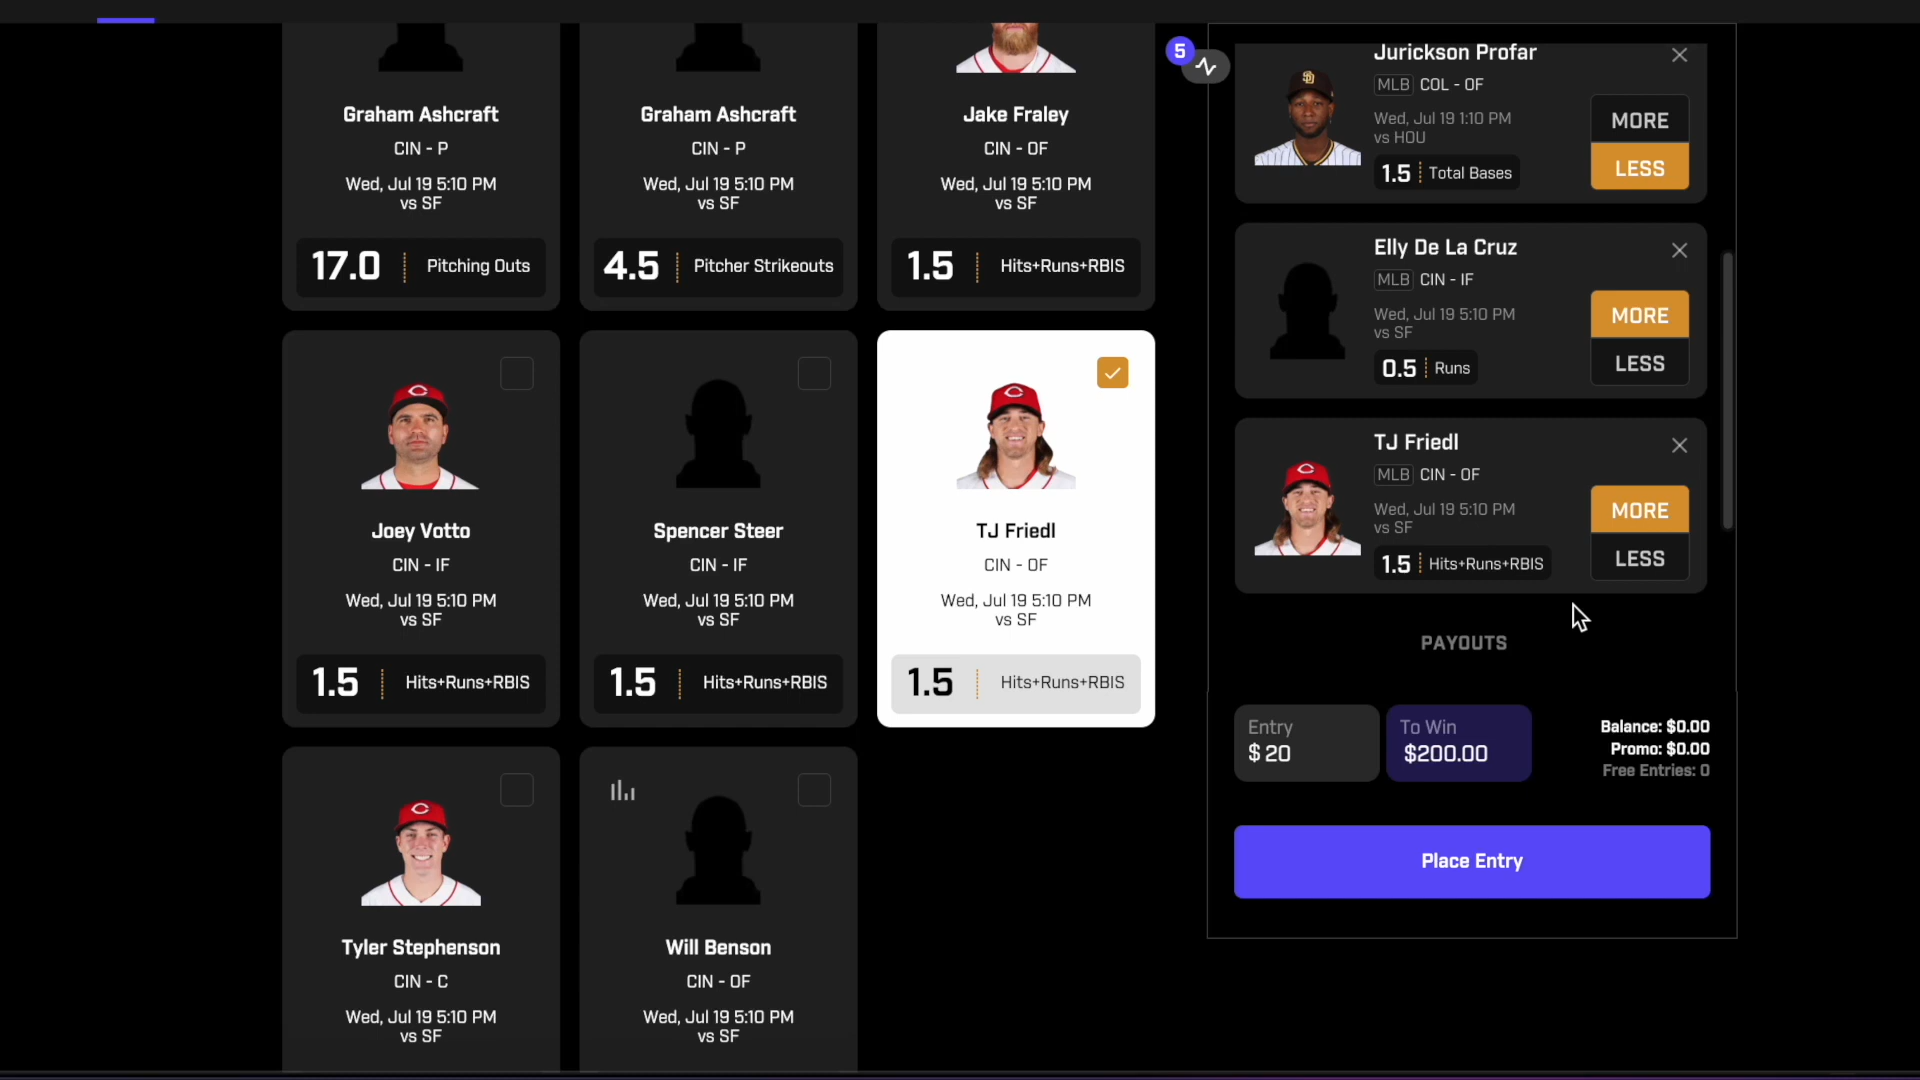 Graham Ashcraft
CIN - P
Wed, Jul 19 5:10 PM
vs SF
17.0 Pitching Outs
Graham Ashcraft
CIN - P
Wed, Jul 19 5:10 PM
vs SF
4.5 Pitcher Strikeouts
Jake Fraley
CIN - OF
Wed, Jul 19 5:10 PM
vs SF
1.5 Hits+Runs+RBIS
Joey Votto
CIN - IF
Wed, Jul 19 5:10 PM
vs SF
1.5 Hits+Runs+RBIS
Spencer Steer
CIN - IF
Wed, Jul 19 5:10 PM
vs SF
1.5 Hits+Runs+RBIS
TJ Friedl
CIN - OF
Wed, Jul 19 5:10 PM
vs SF
1.5 Hits+Runs+RBIS
Tyler Stephenson
CIN - C
Wed, Jul 19 5:10 PM
vs SF
Will Benson
CIN - OF
Wed, Jul 19 5:10 PM
vs SF
5
Jurickson Profar
MLB COL - OF
Wed, Jul 19 1:10 PM
vs HOU
1.5 Total Bases
MORE
LESS
Elly De La Cruz
MLB CIN - IF
Wed, Jul 19 5:10 PM
vs SF
0.5 Runs
MORE
LESS
TJ Friedl
MLB CIN - OF
Wed, Jul 19 5:10 PM
vs SF
1.5 Hits+Runs+RBIS
MORE
LESS
PAYOUTS
Entry
$ 20
To Win
$200.00
Balance: $0.00
Promo: $0.00
Free Entries: 0
Place Entry